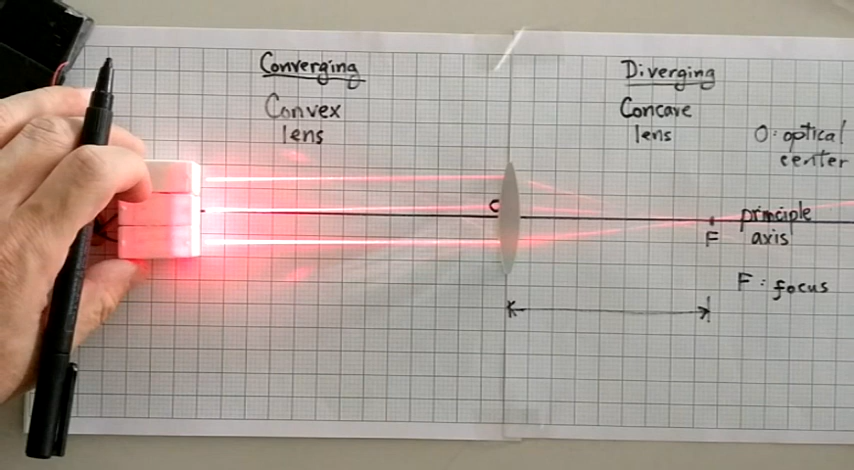 Converging
Convex
lens
Diverging
Concave
lens
O: optical
center
principle
axis
F
F: focus